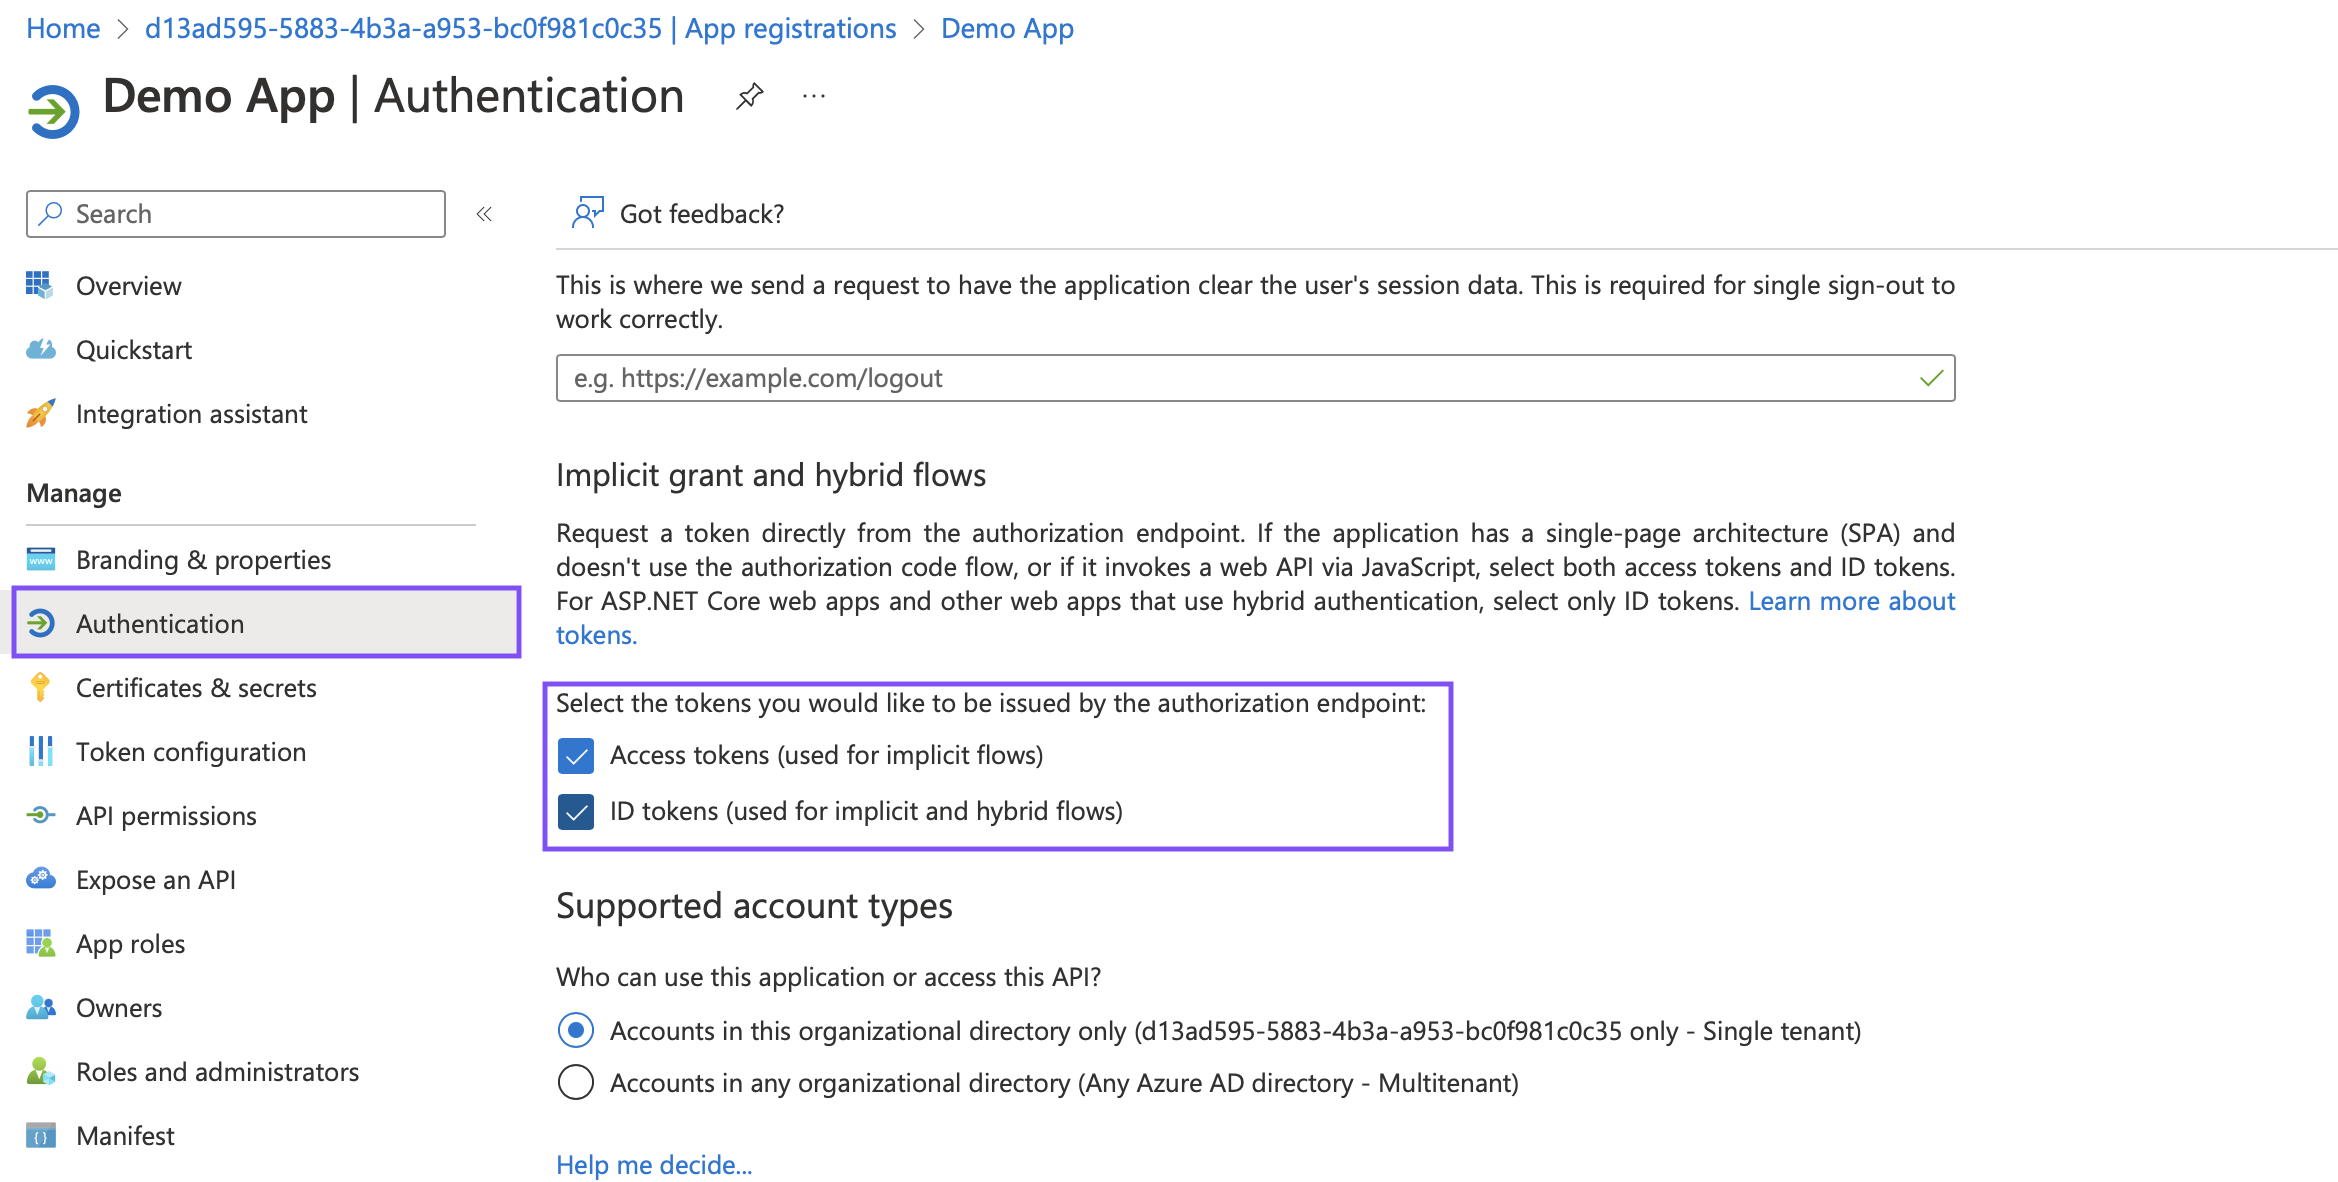 Home > d13ad595-5883-4b3a-a953-bc0f981c0c35 | App registrations > Demo App
Demo App | Authentication ...
Search «
Overview
Quickstart
Integration assistant
Manage
Branding & properties
Authentication
Certificates & secrets
Token configuration
API permissions
Expose an API
App roles
Owners
Roles and administrators
Manifest
Got feedback?
This is where we send a request to have the application clear the user's session data. This is required for single sign-out to
work correctly.
e.g. https://example.com/logout
Implicit grant and hybrid flows
Request a token directly from the authorization endpoint. If the application has a single-page architecture (SPA) and
doesn't use the authorization code flow, or if it invokes a web API via JavaScript, select both access tokens and ID tokens.
For ASP.NET Core web apps and other web apps that use hybrid authentication, select only ID tokens. Learn more about
tokens.
Select the tokens you would like to be issued by the authorization endpoint:
Access tokens (used for implicit flows)
ID tokens (used for implicit and hybrid flows)
Supported account types
Who can use this application or access this API?
Accounts in this organizational directory only (d13ad595-5883-4b3a-a953-bc0f981c0c35 only - Single tenant)
Accounts in any organizational directory (Any Azure AD directory - Multitenant)
Help me decide...